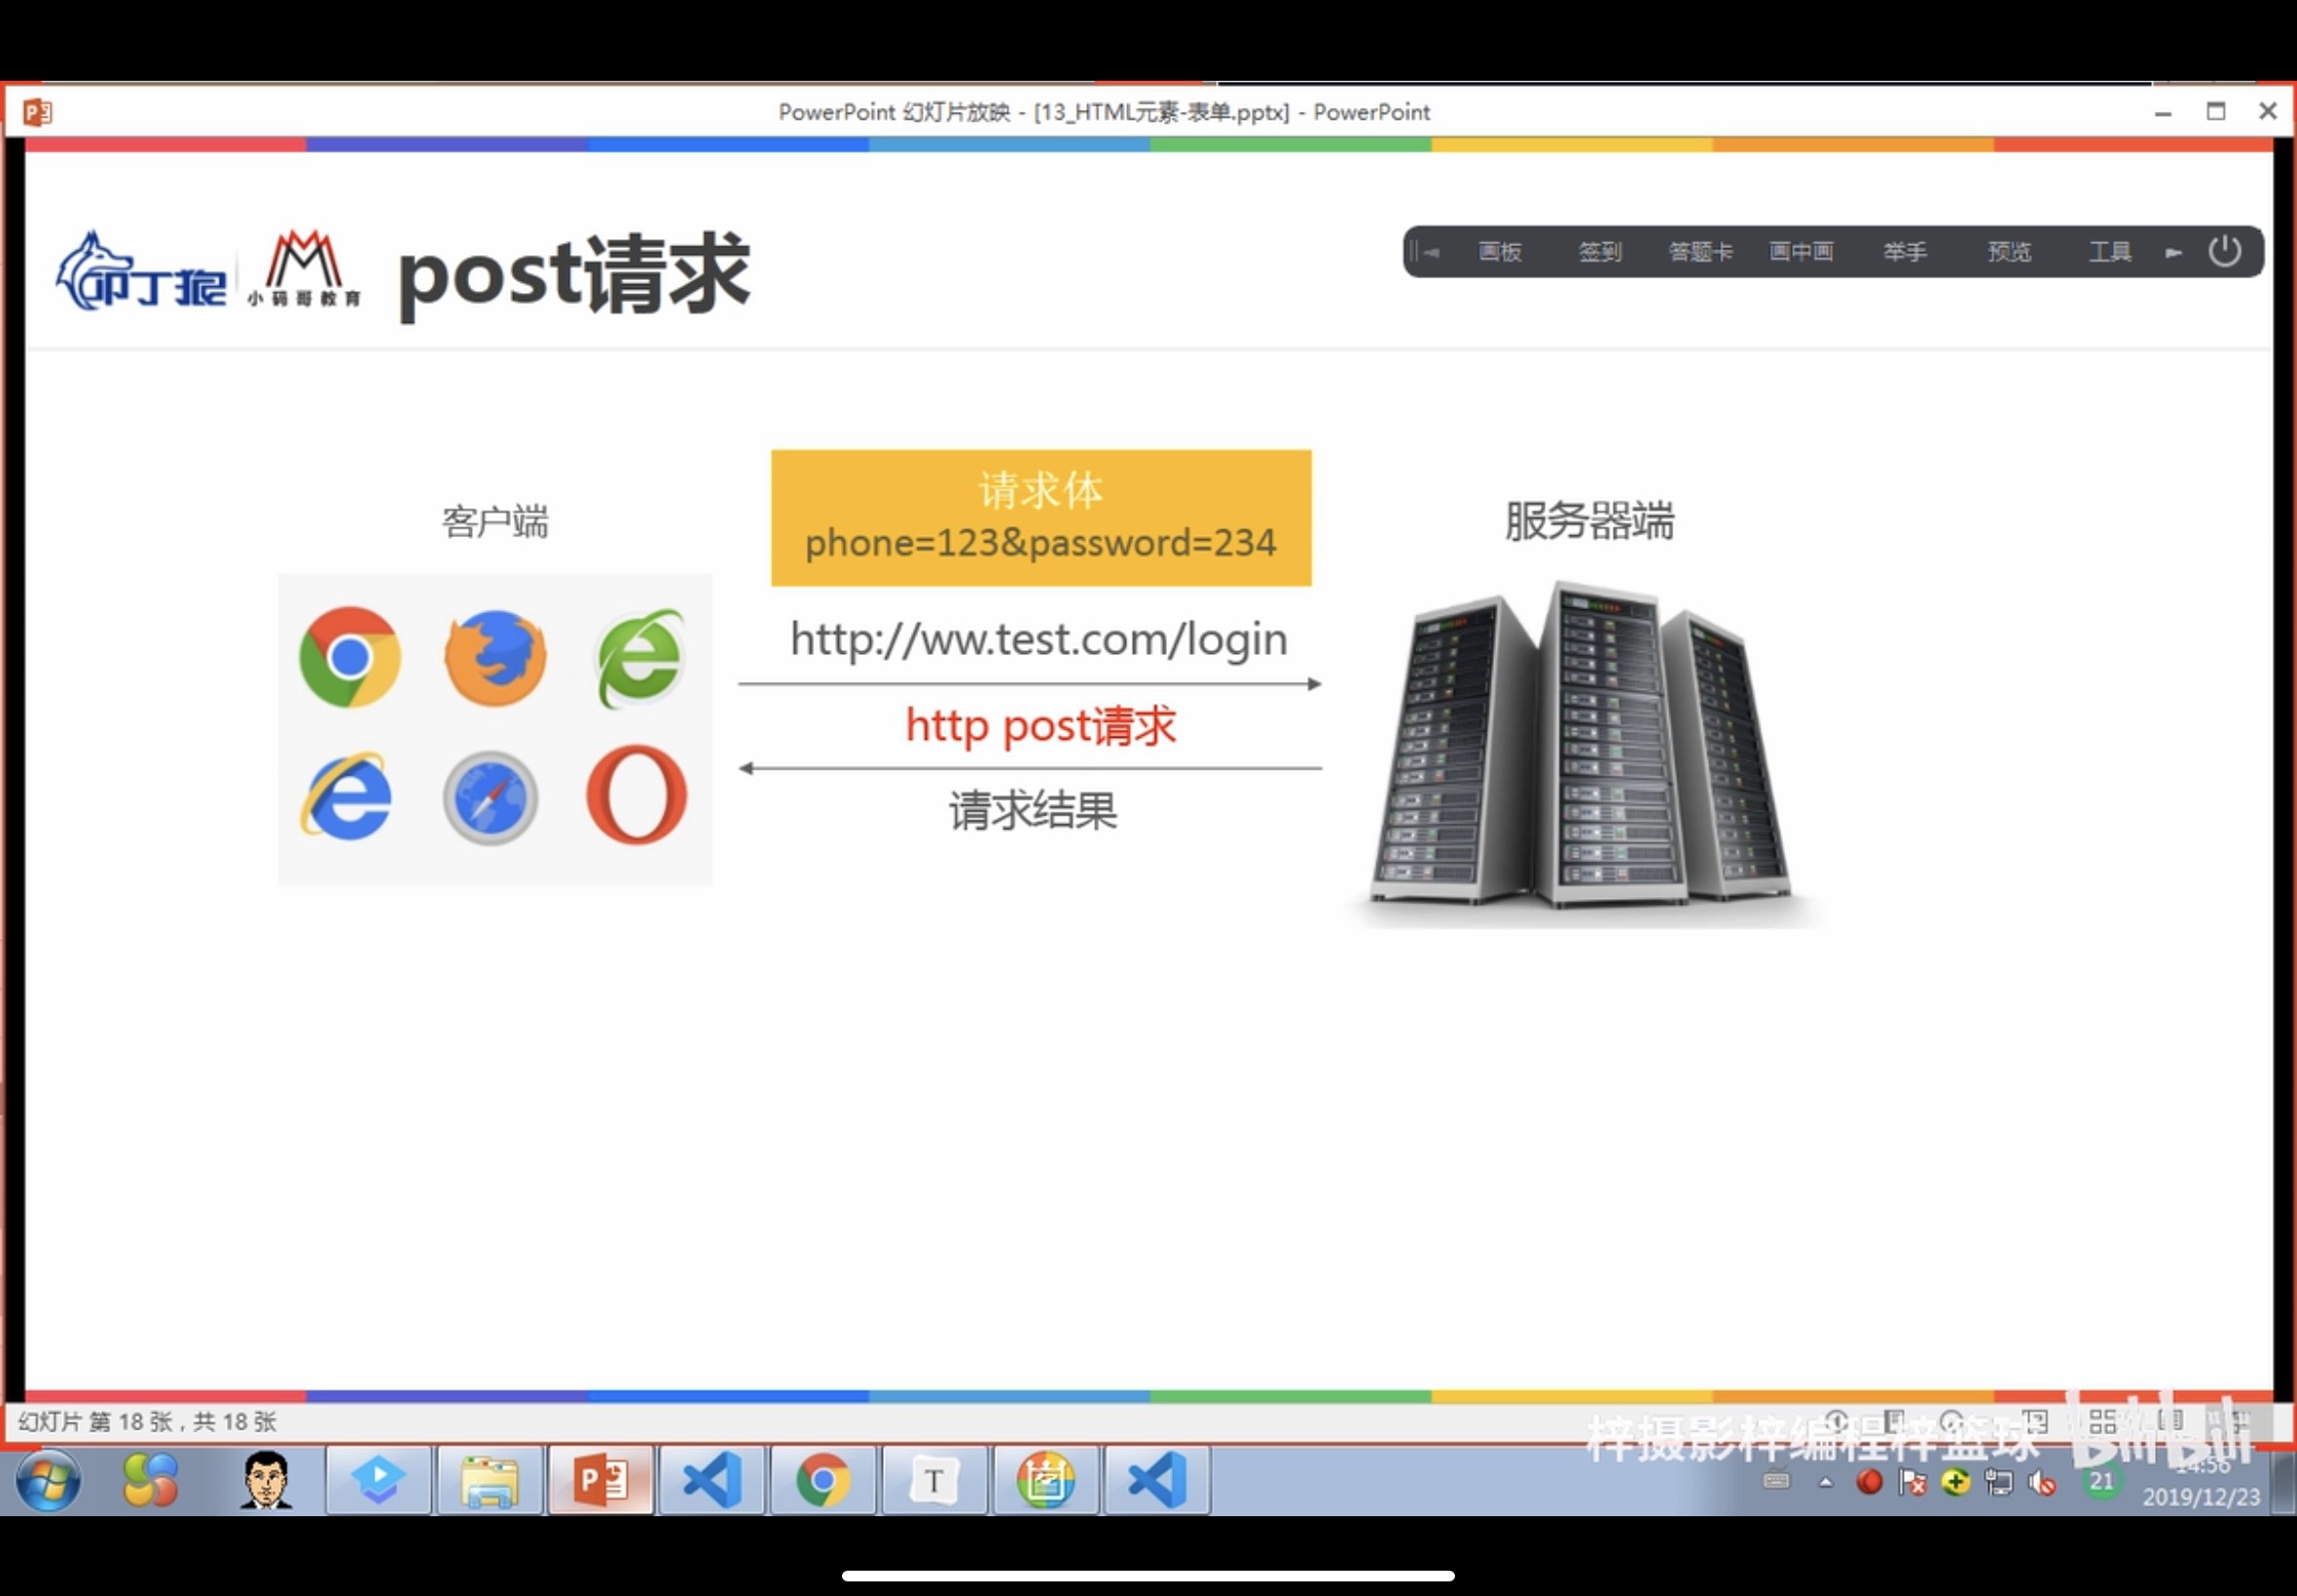 PowerPoint 幻灯片放映 - [13_HTML元素-表单.pptx] - PowerPoint
小码哥教育
post请求
画板 签到 答题卡 画中画 举手 预览 工具
请求体
phone=123&password=234
客户端
服务器端
http://ww.test.com/login
http post请求
请求结果
幻灯片 第 18 张，共 18 张
梓摄影梓编程梓篮球 bilibili
T
21
14:56
2019/12/23